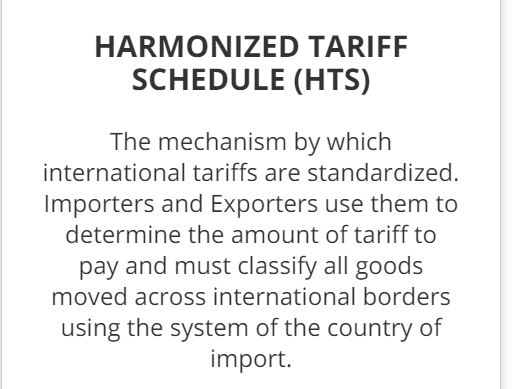 HARMONIZED TARIFF
SCHEDULE (HTS)
The mechanism by which
international tariffs are standardized.
Importers and Exporters use them to
determine the amount of tariff to
pay and must classify all goods
moved across international borders
using the system of the country of
import.